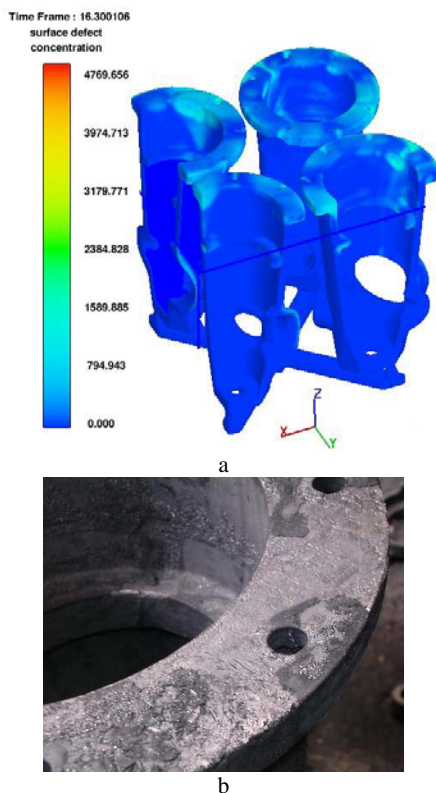 Time Frame : 16.300106
surface defect
concentration
4769.656
3974.713
3179.771
2384.828
1589.885
794.943
0.000
Z
X
Y
a
b